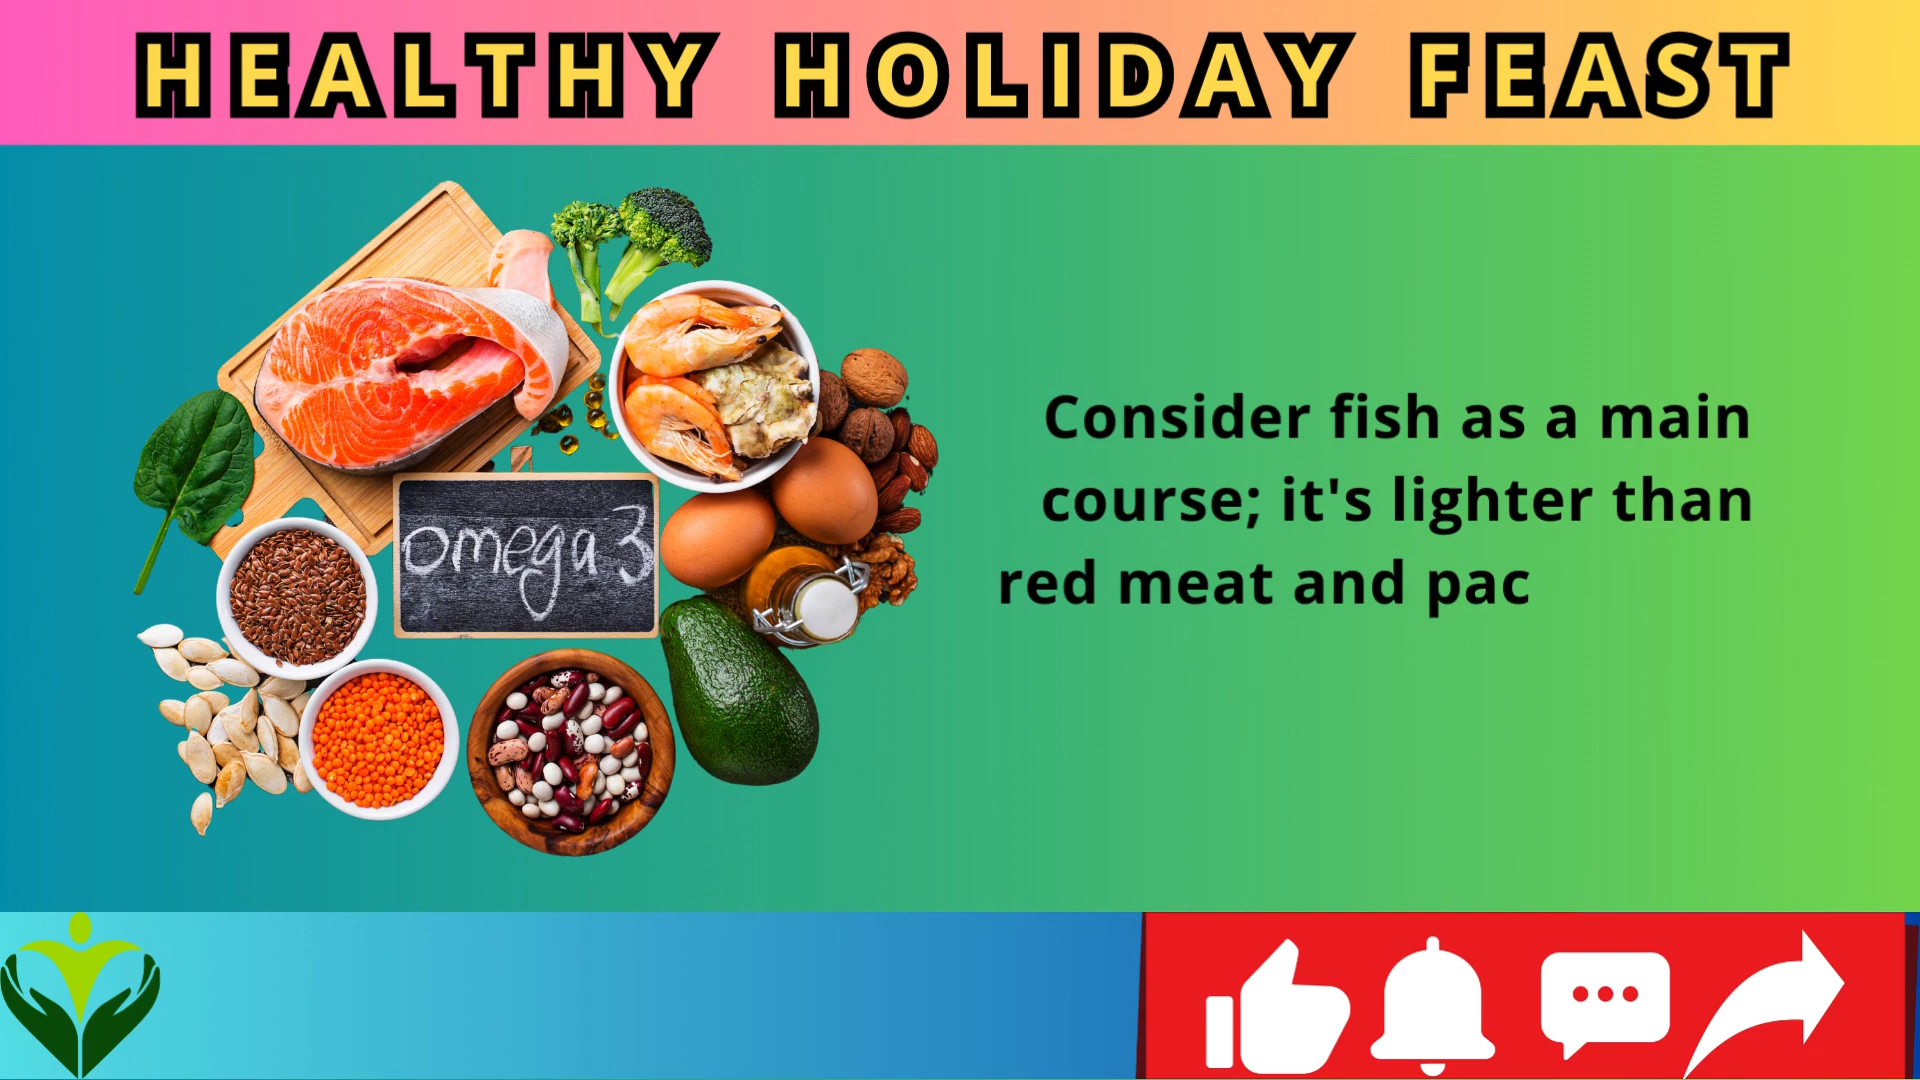 HEALTHY HOLIDAY FEAST
omega 3
Consider fish as a main
course; it's lighter than
red meat and pac